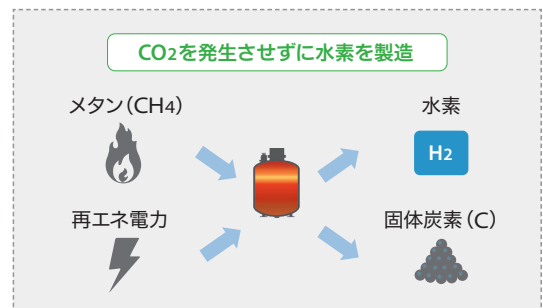 CO2を発生させずに水素を製造
メタン(CH4)
水素
H2
再エネ電力
固体炭素(C)